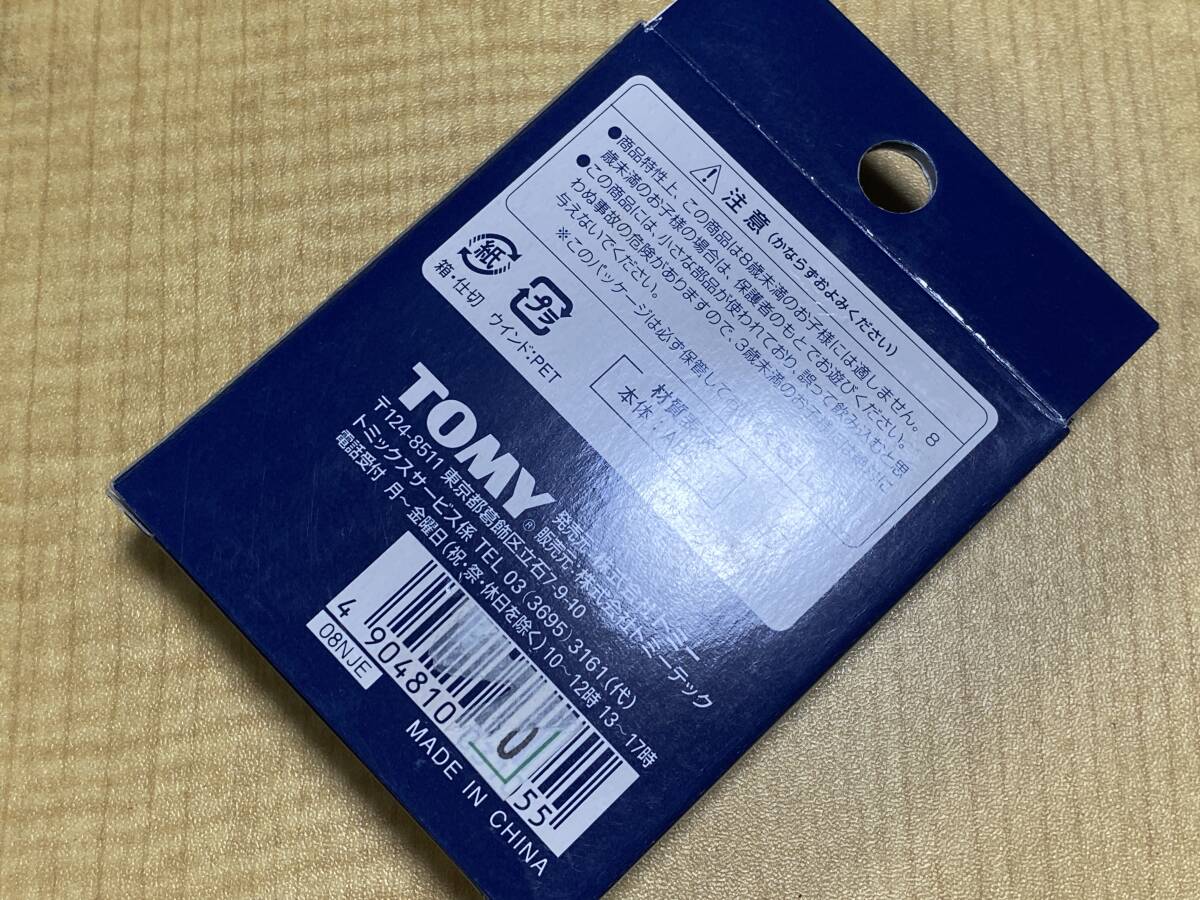 注意(かならずおよみください)
●商品特性上、この商品は8歳未満のお子様には適しません。8
歳未満のお子様の場合は、保護者のもとでお遊びください。
●この商品には、小さな部品が使われており、誤って飲み込むと思
わぬ事故の危険がありますので、3歳未満のお子
与えないでください。
※このパッケージは必ず保管して
紙
箱・仕切
プラ
ウインド:PET
材質
本体:ABS
TOMY®
発売元 株式会社トミー
販売元:株式会社トミーテック
〒124-8511 東京都葛飾区立石7-9-10
トミックスサービス係 TEL 03(3695)3161(代)
電話受付 月〜金曜日(祝・祭・休日を除く)10〜12時 13〜17時
4 904810 55
0
08NJE
MADE IN CHINA